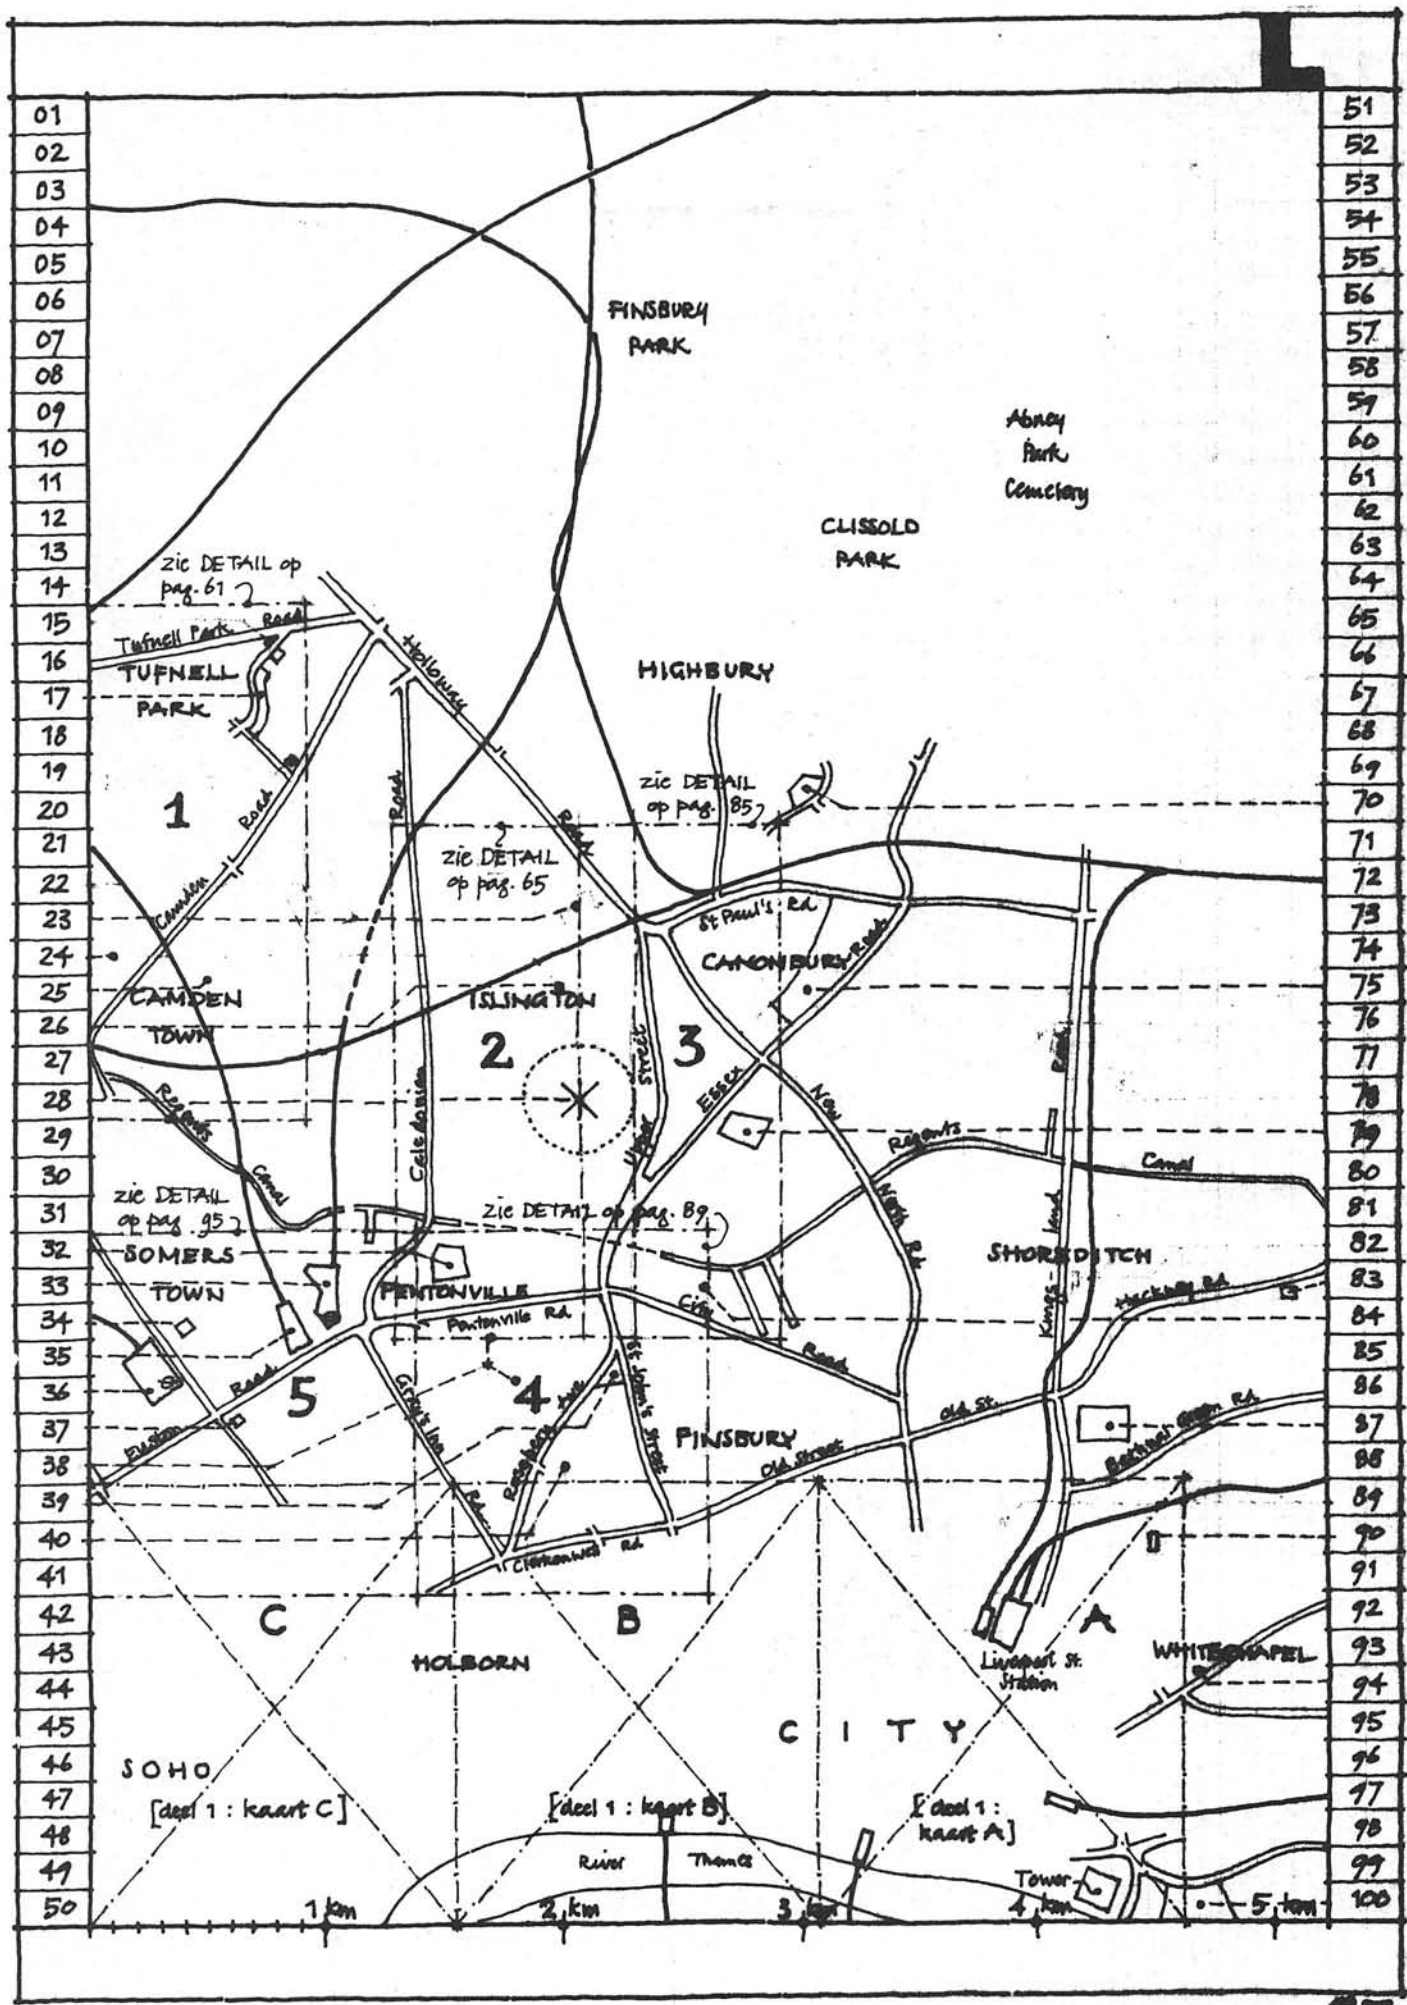 L
01
02
03
04
05
06
07
08
09
10
11
12
13
14
15
16
17
18
19
20
21
22
23
24
25
26
27
28
29
30
31
32
33
34
35
36
37
38
39
40
41
42
43
44
45
46
47
48
49
50
51
52
53
54
55
56
57
58
59
60
61
62
63
64
65
66
67
68
69
70
71
72
73
74
75
76
77
78
79
80
81
82
83
84
85
86
87
88
89
90
91
92
93
94
95
96
97
98
99
100
FINSBURY
PARK
Abney
Park
Cemetery
CLISSOLD
PARK
zie DETAIL op
pag. 61
Tufnell Park Road
TUFNELL
PARK
Holloway
Road
HIGHBURY
zie DETAIL
op pag. 85
1
Camden
Road
Road
zie DETAIL
op pag. 65
St Paul's Rd
CANONBURY
Road
CAMDEN
TOWN
ISLINGTON
2
3
Street
Upper
Essex
New
North
Rd.
Road
Kings land
Caledonian
Regents
Canal
Regents
Canal
zie DETAIL
op pag. 95
zie DETAIL op pag. 89
SOMERS
TOWN
PENTONVILLE
Pentonville Rd
City
Road
SHOREDITCH
Hackney Rd
5
4
Euston
Road
Gray's Inn
Rd.
Rosebery Ave
St John's
Street
FINSBURY
Old Street
Old St.
Bethnal Green Rd.
Clerkenwell Rd
C
B
A
HOLBORN
Liverpool St.
Station
WHITECHAPEL
CITY
SOHO
[deel 1 : kaart C]
[deel 1 : kaart B]
[deel 1 :
kaart A]
River Thames
Tower
1 km
2 km
3 km
4 km
5 km